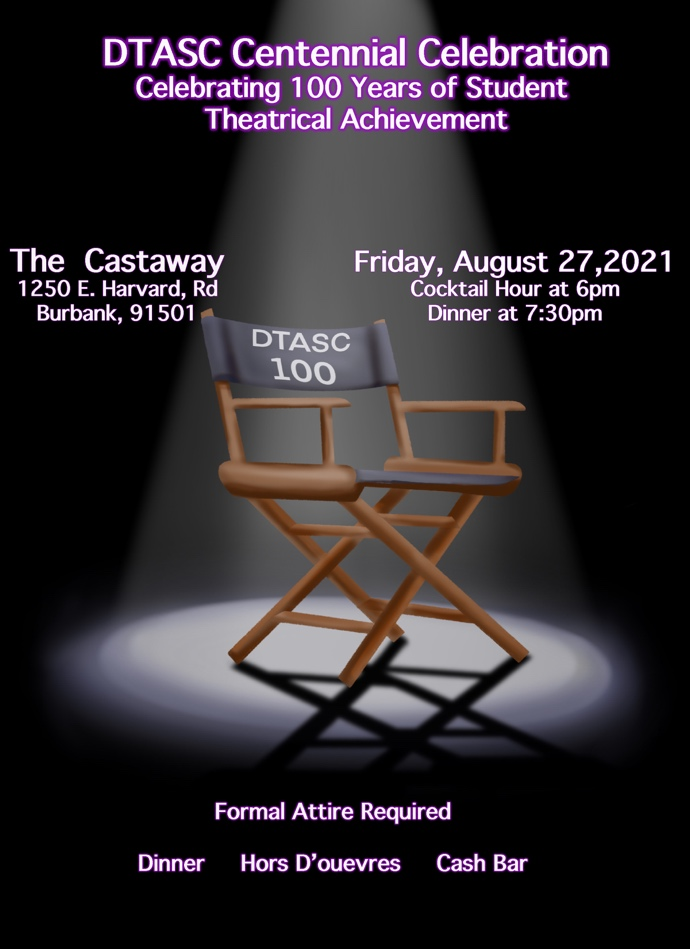 DTASC Centennial Celebration
Celebrating 100 Years of Student
Theatrical Achievement
The Castaway
1250 E. Harvard, Rd
Burbank, 91501
Friday, August 27,2021
Cocktail Hour at 6pm
Dinner at 7:30pm
DTASC
100
Formal Attire Required
Dinner Hors D’ouevres Cash Bar